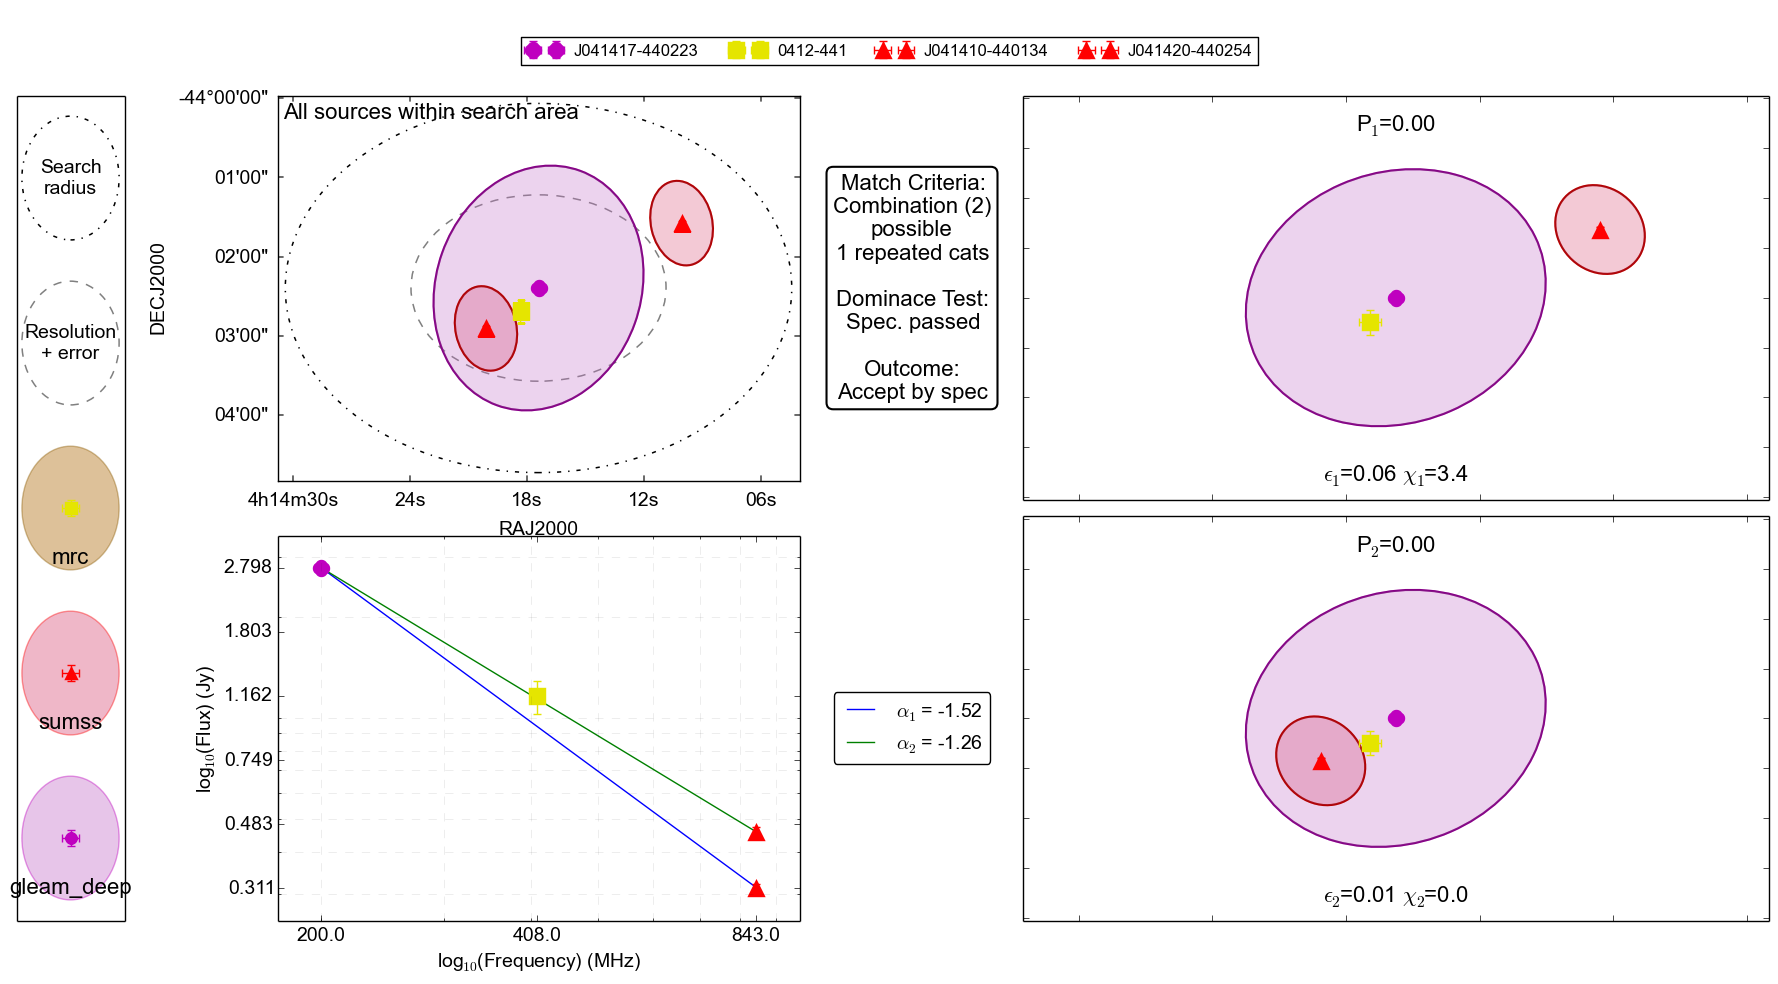 J041417-440223 0412-441 J041410-440134 J041420-440254
Search
radius
Resolution
+ error
mrc
sumss
gleam_deep
All sources within search area
DECJ2000
-44°00'00"
01'00"
02'00"
03'00"
04'00"
4h14m30s 24s 18s 12s 06s
RAJ2000
Match Criteria:
Combination (2)
possible
1 repeated cats
Dominace Test:
Spec. passed
Outcome:
Accept by spec
P₁=0.00
ϵ₁=0.06 χ₁=3.4
log₁₀(Flux) (Jy)
2.798
1.803
1.162
0.749
0.483
0.311
200.0 408.0 843.0
log₁₀(Frequency) (MHz)
α₁ = -1.52
α₂ = -1.26
P₂=0.00
ϵ₂=0.01 χ₂=0.0